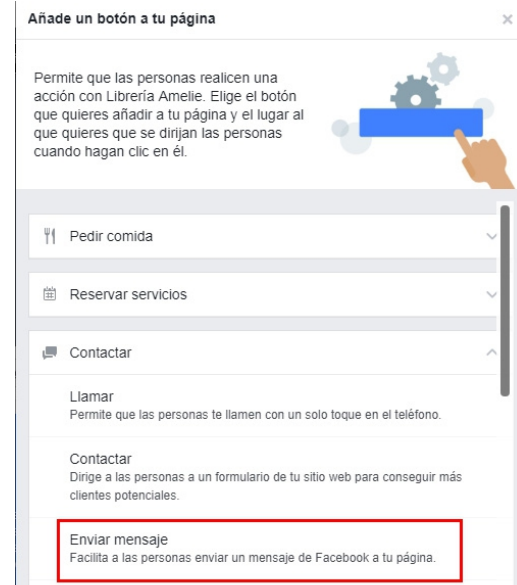 Añade un botón a tu página
Permite que las personas realicen una
acción con Librería Amelie. Elige el botón
que quieres añadir a tu página y el lugar al
que quieres que se dirijan las personas
cuando hagan clic en él.
Pedir comida
Reservar servicios
Contactar
Llamar
Permite que las personas te llamen con un solo toque en el teléfono.
Contactar
Dirige a las personas a un formulario de tu sitio web para conseguir más
clientes potenciales.
Enviar mensaje
Facilita a las personas enviar un mensaje de Facebook a tu página.